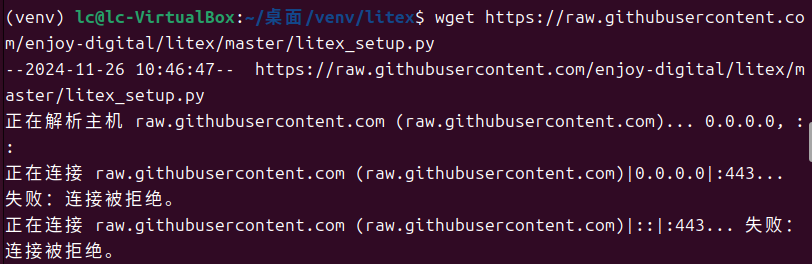 (venv) lc@lc-VirtualBox:~/桌面/venv/litex$ wget https://raw.githubusercontent.co
m/enjoy-digital/litex/master/litex_setup.py
--2024-11-26 10:46:47--  https://raw.githubusercontent.com/enjoy-digital/litex/m
aster/litex_setup.py
正在解析主机 raw.githubusercontent.com (raw.githubusercontent.com)... 0.0.0.0, :
:
正在连接 raw.githubusercontent.com (raw.githubusercontent.com)|0.0.0.0|:443...
失败：连接被拒绝。
正在连接 raw.githubusercontent.com (raw.githubusercontent.com)|::|:443... 失败：
连接被拒绝。